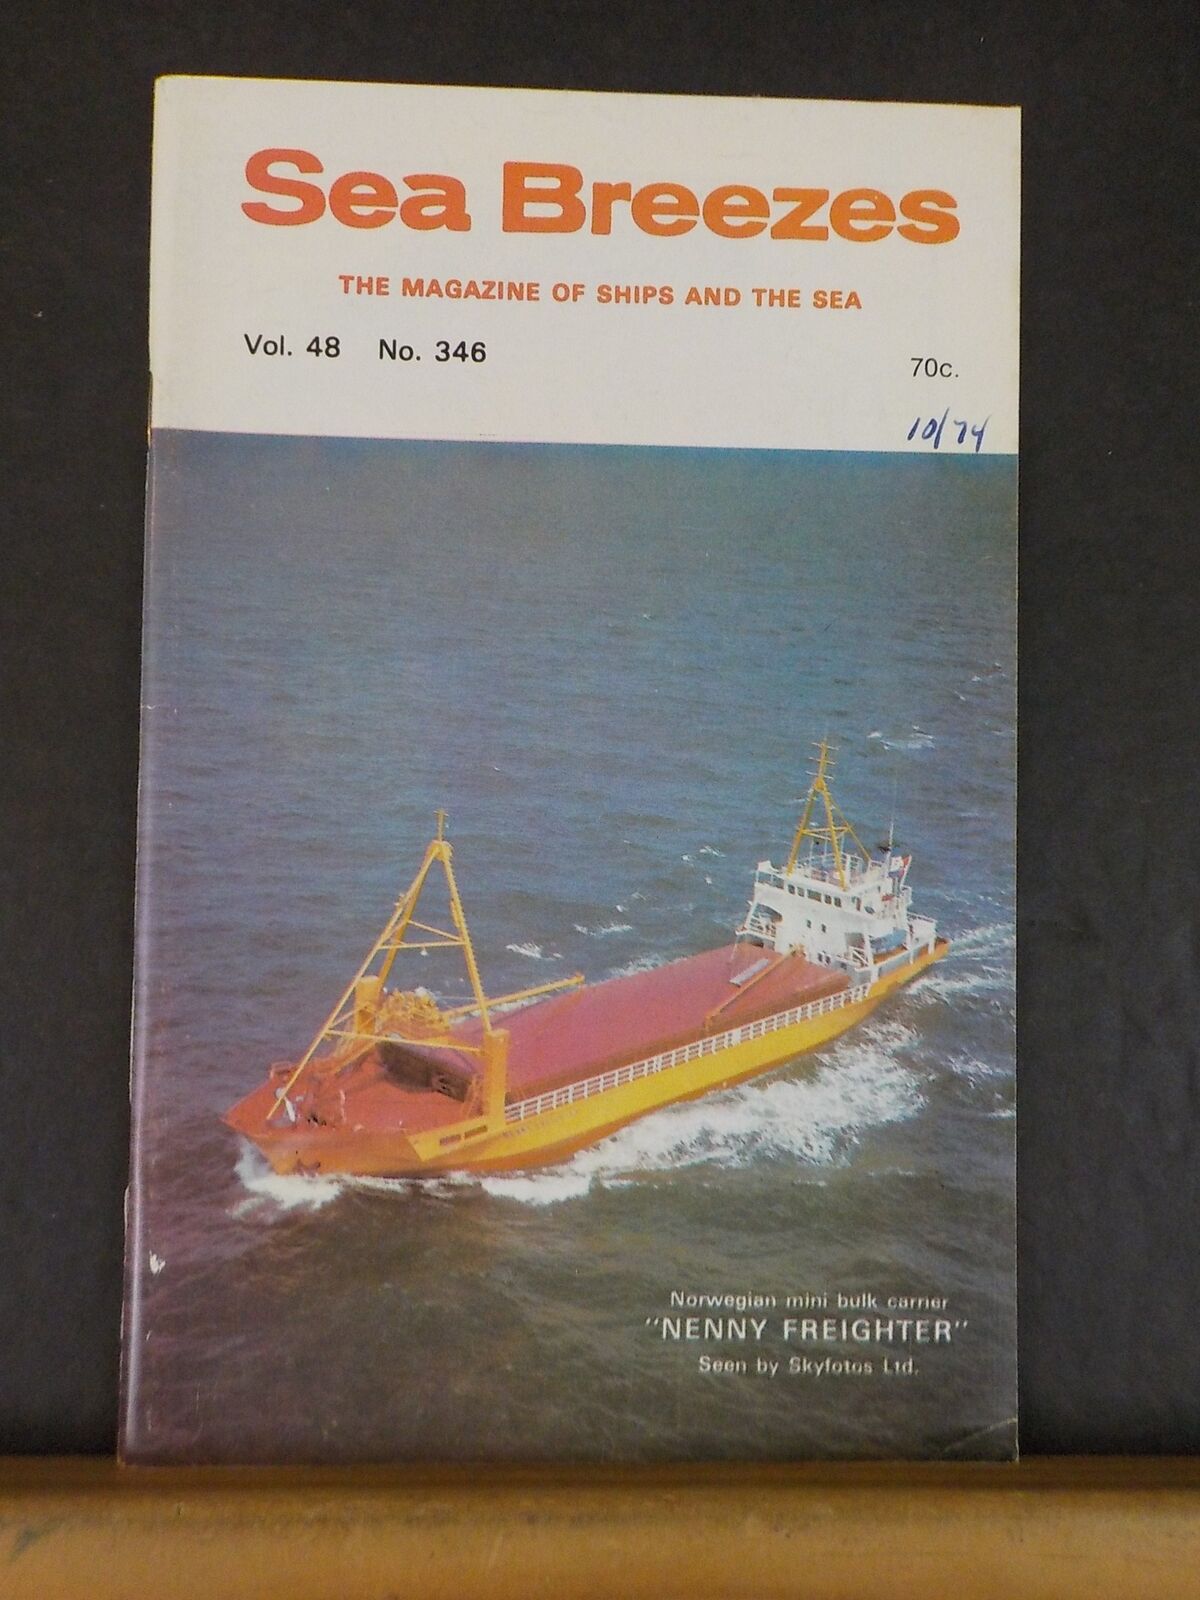 Sea Breezes
THE MAGAZINE OF SHIPS AND THE SEA
Vol. 48 No. 346
70c.
10/74
Norwegian mini bulk carrier
"NENNY FREIGHTER"
Seen by Skyfotos Ltd.